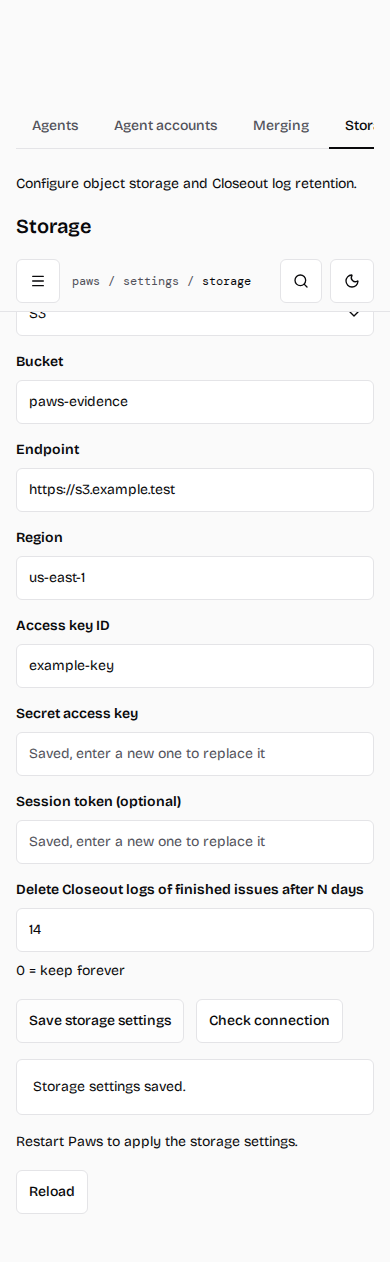 Agents Agent accounts Merging Stor
Configure object storage and Closeout log retention.
Storage
paws / settings / storage
S3
Bucket
paws-evidence
Endpoint
https://s3.example.test
Region
us-east-1
Access key ID
example-key
Secret access key
Saved, enter a new one to replace it
Session token (optional)
Saved, enter a new one to replace it
Delete Closeout logs of finished issues after N days
14
0 = keep forever
Save storage settings Check connection
Storage settings saved.
Restart Paws to apply the storage settings.
Reload